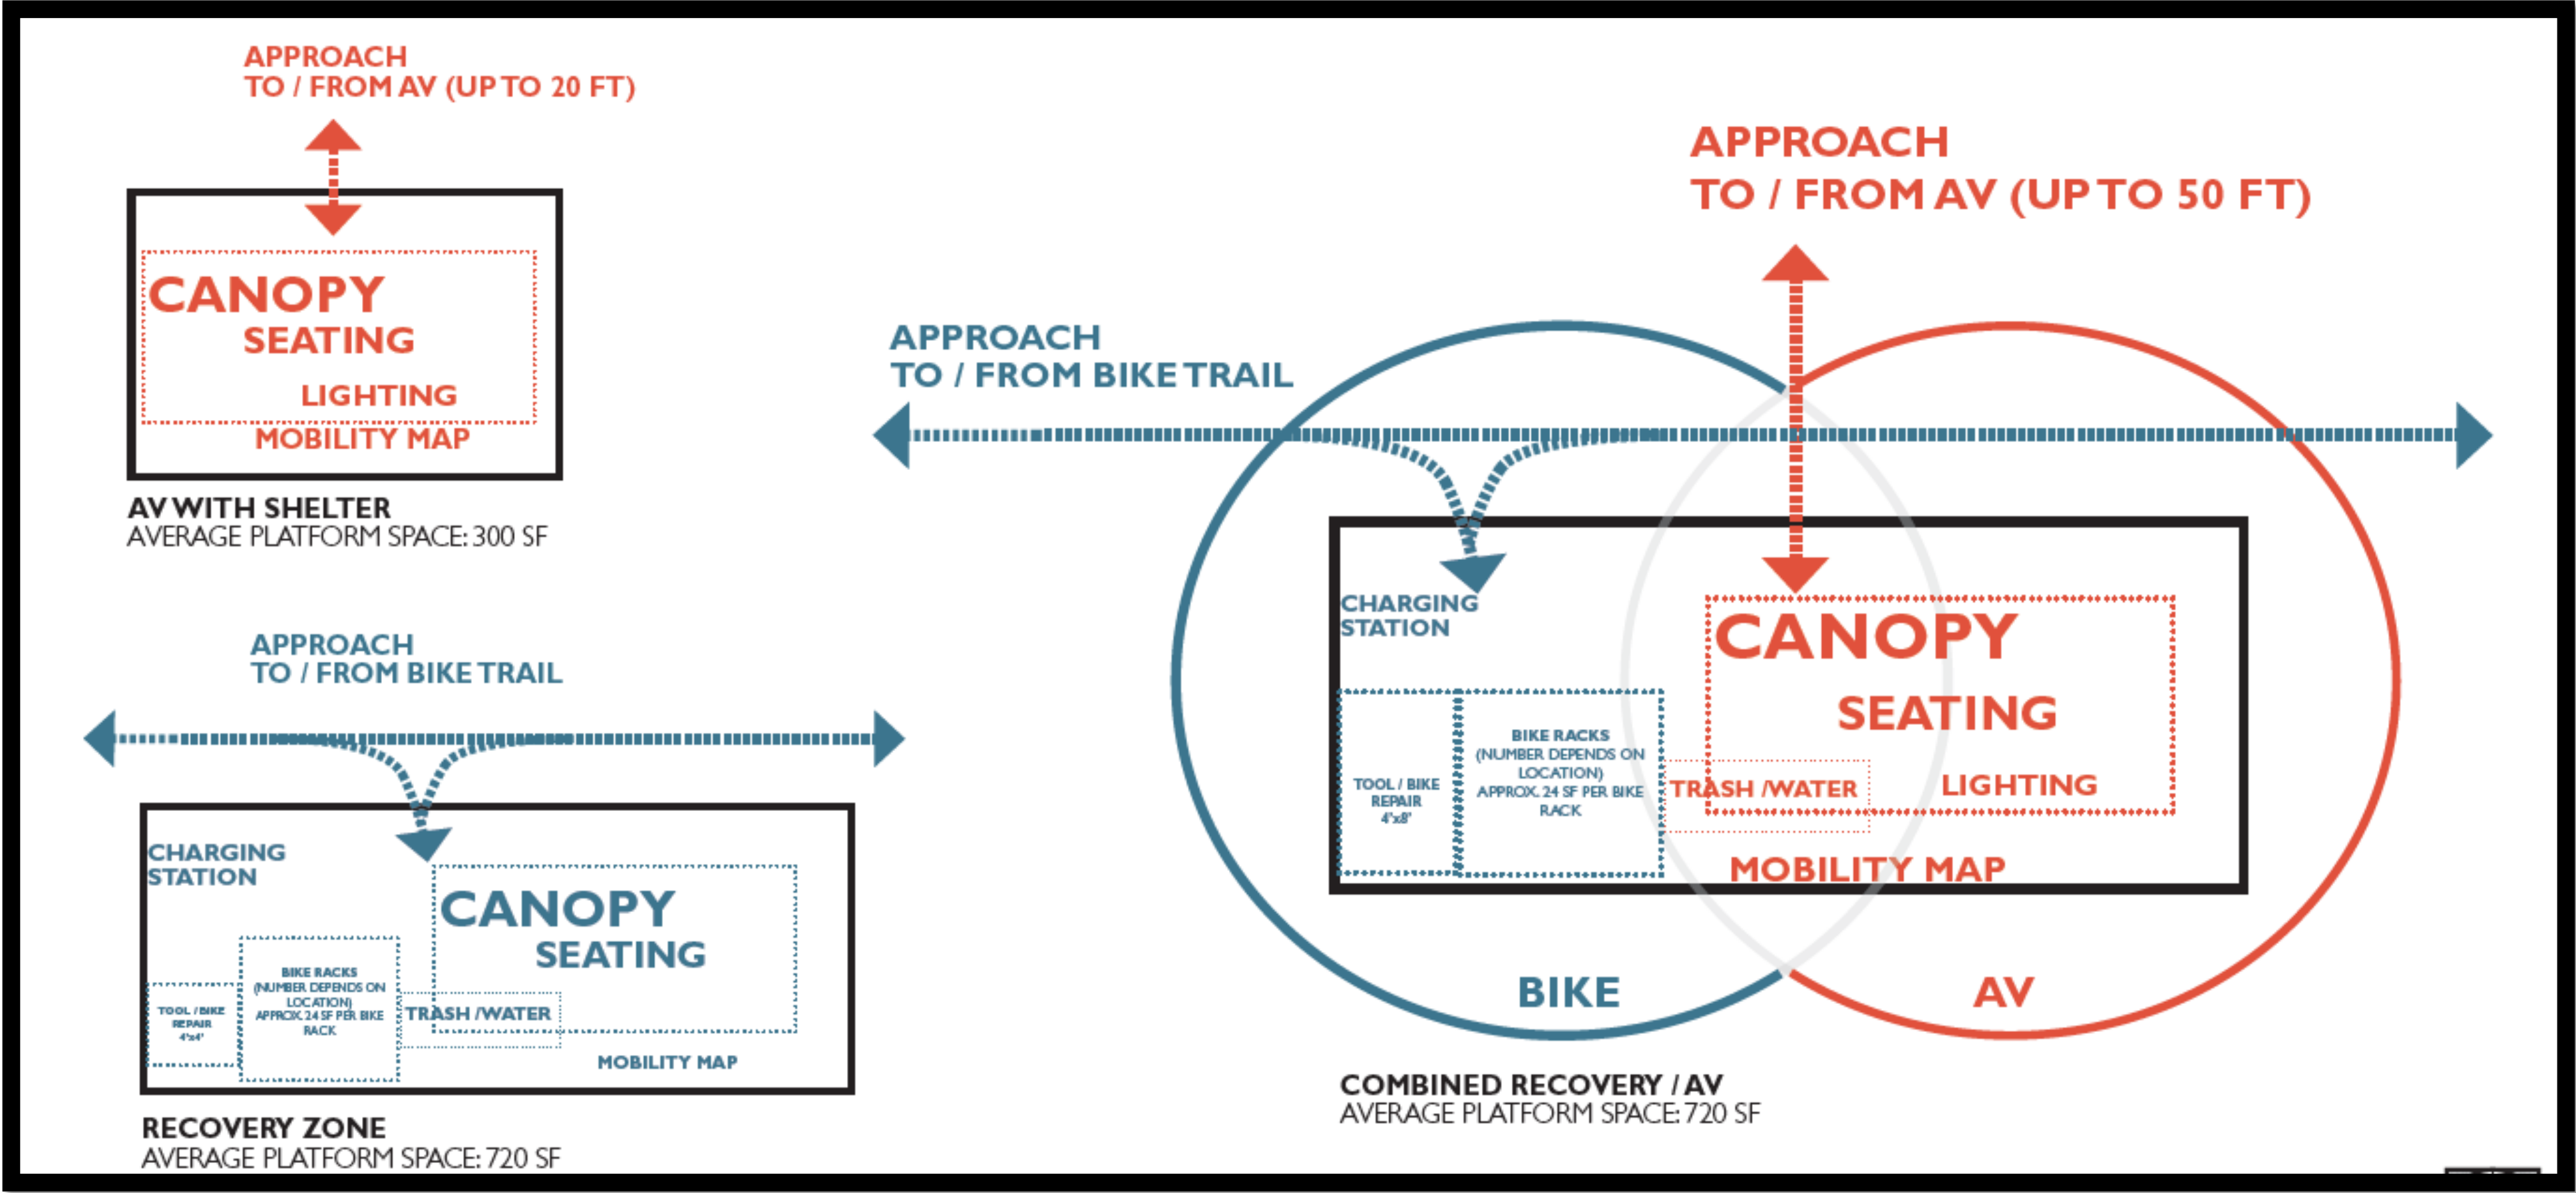 APPROACH
TO / FROM AV (UP TO 20 FT)
CANOPY
SEATING
LIGHTING
MOBILITY MAP
AV WITH SHELTER
AVERAGE PLATFORM SPACE: 300 SF
APPROACH
TO / FROM BIKE TRAIL
CHARGING
STATION
CANOPY
SEATING
BIKE RACKS
(NUMBER DEPENDS ON
LOCATION)
APPROX. 24 SF PER BIKE
RACK
TOOL / BIKE
REPAIR
4'x4'
TRASH /WATER
MOBILITY MAP
RECOVERY ZONE
AVERAGE PLATFORM SPACE: 720 SF
APPROACH
TO / FROM AV (UP TO 50 FT)
APPROACH
TO / FROM BIKE TRAIL
CHARGING
STATION
CANOPY
SEATING
BIKE RACKS
(NUMBER DEPENDS ON
LOCATION)
APPROX. 24 SF PER BIKE
RACK
TOOL / BIKE
REPAIR
4'x8'
TRASH /WATER
LIGHTING
MOBILITY MAP
BIKE
AV
COMBINED RECOVERY / AV
AVERAGE PLATFORM SPACE: 720 SF